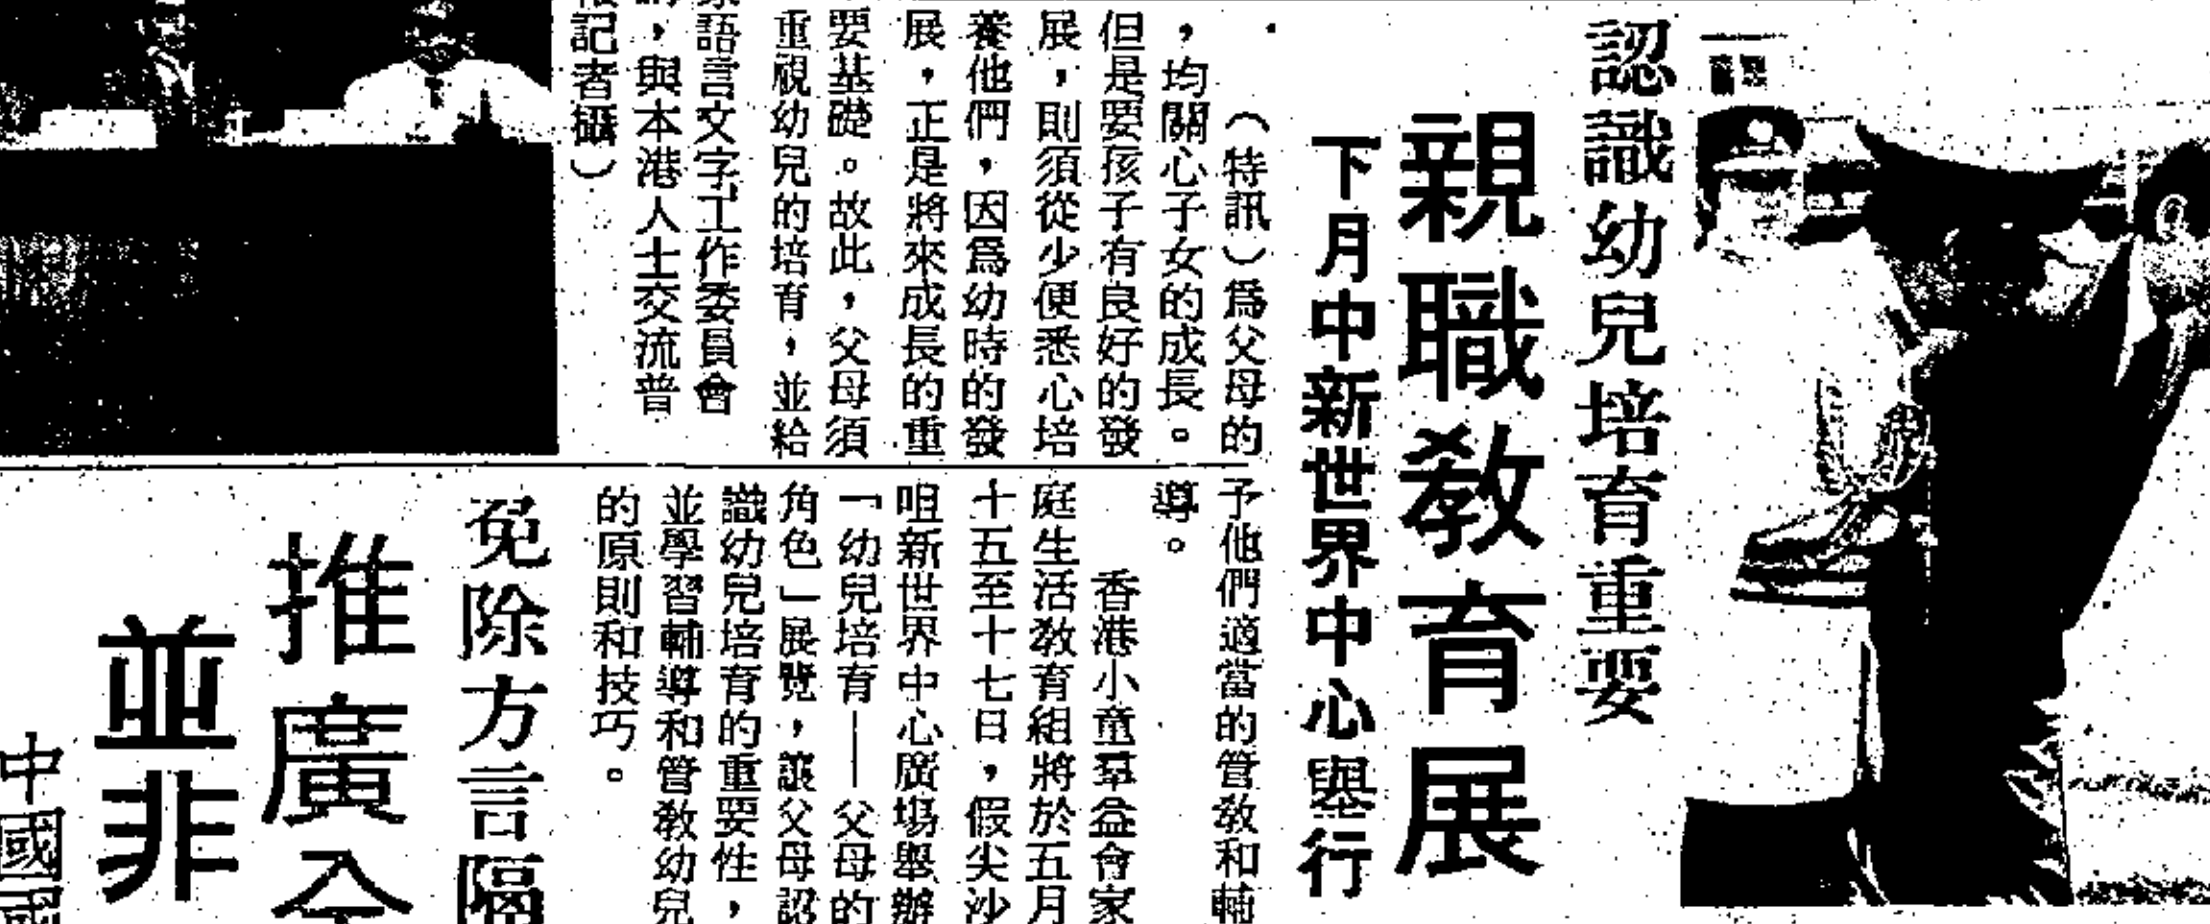 認識幼兒培育重要
親職教育展
下月中新世界中心舉行
（特訊）爲父母的
，均關心子女的成長。
但是要孩子有良好的發
展，則須從少便悉心培
養他們，因爲幼時的發
展，正是將來成長的重
要基礎。故此，父母須
重視幼兒的培育，並給
予他們適當的管教和輔
導。
香港小童羣益會家
庭生活教育組將於五月
十五至十七日，假尖沙
咀新世界中心廣塲舉辦
「幼兒培育——父母的
角色」展覽，讓父母認
識幼兒培育的重要性，
並學習輔導和管教幼兒
的原則和技巧。
語言文字工作委員會
，與本港人士交流普
記者攝）
免除方言隔
推廣
並非
中國